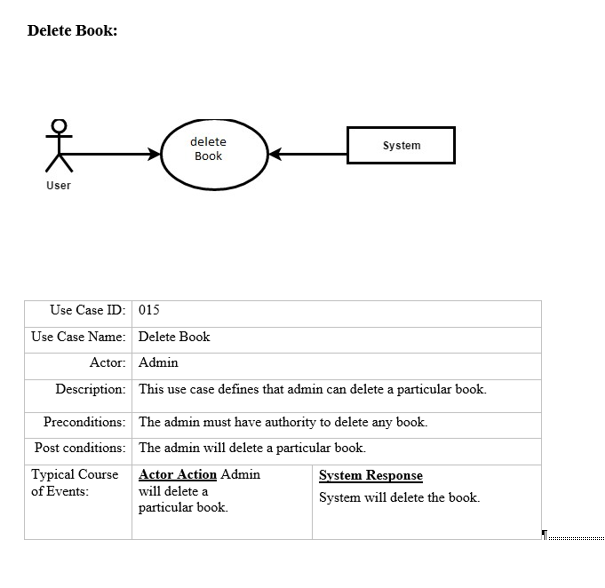 Delete Book:
delete
Book
System
User
Use Case ID: 015
Use Case Name: Delete Book
Actor: Admin
Description: This use case defines that admin can delete a particular book.
Preconditions: The admin must have authority to delete any book.
Post conditions: The admin will delete a particular book.
Typical Course
of Events:
Actor Action Admin
will delete a
particular book.
System Response
System will delete the book.
¶